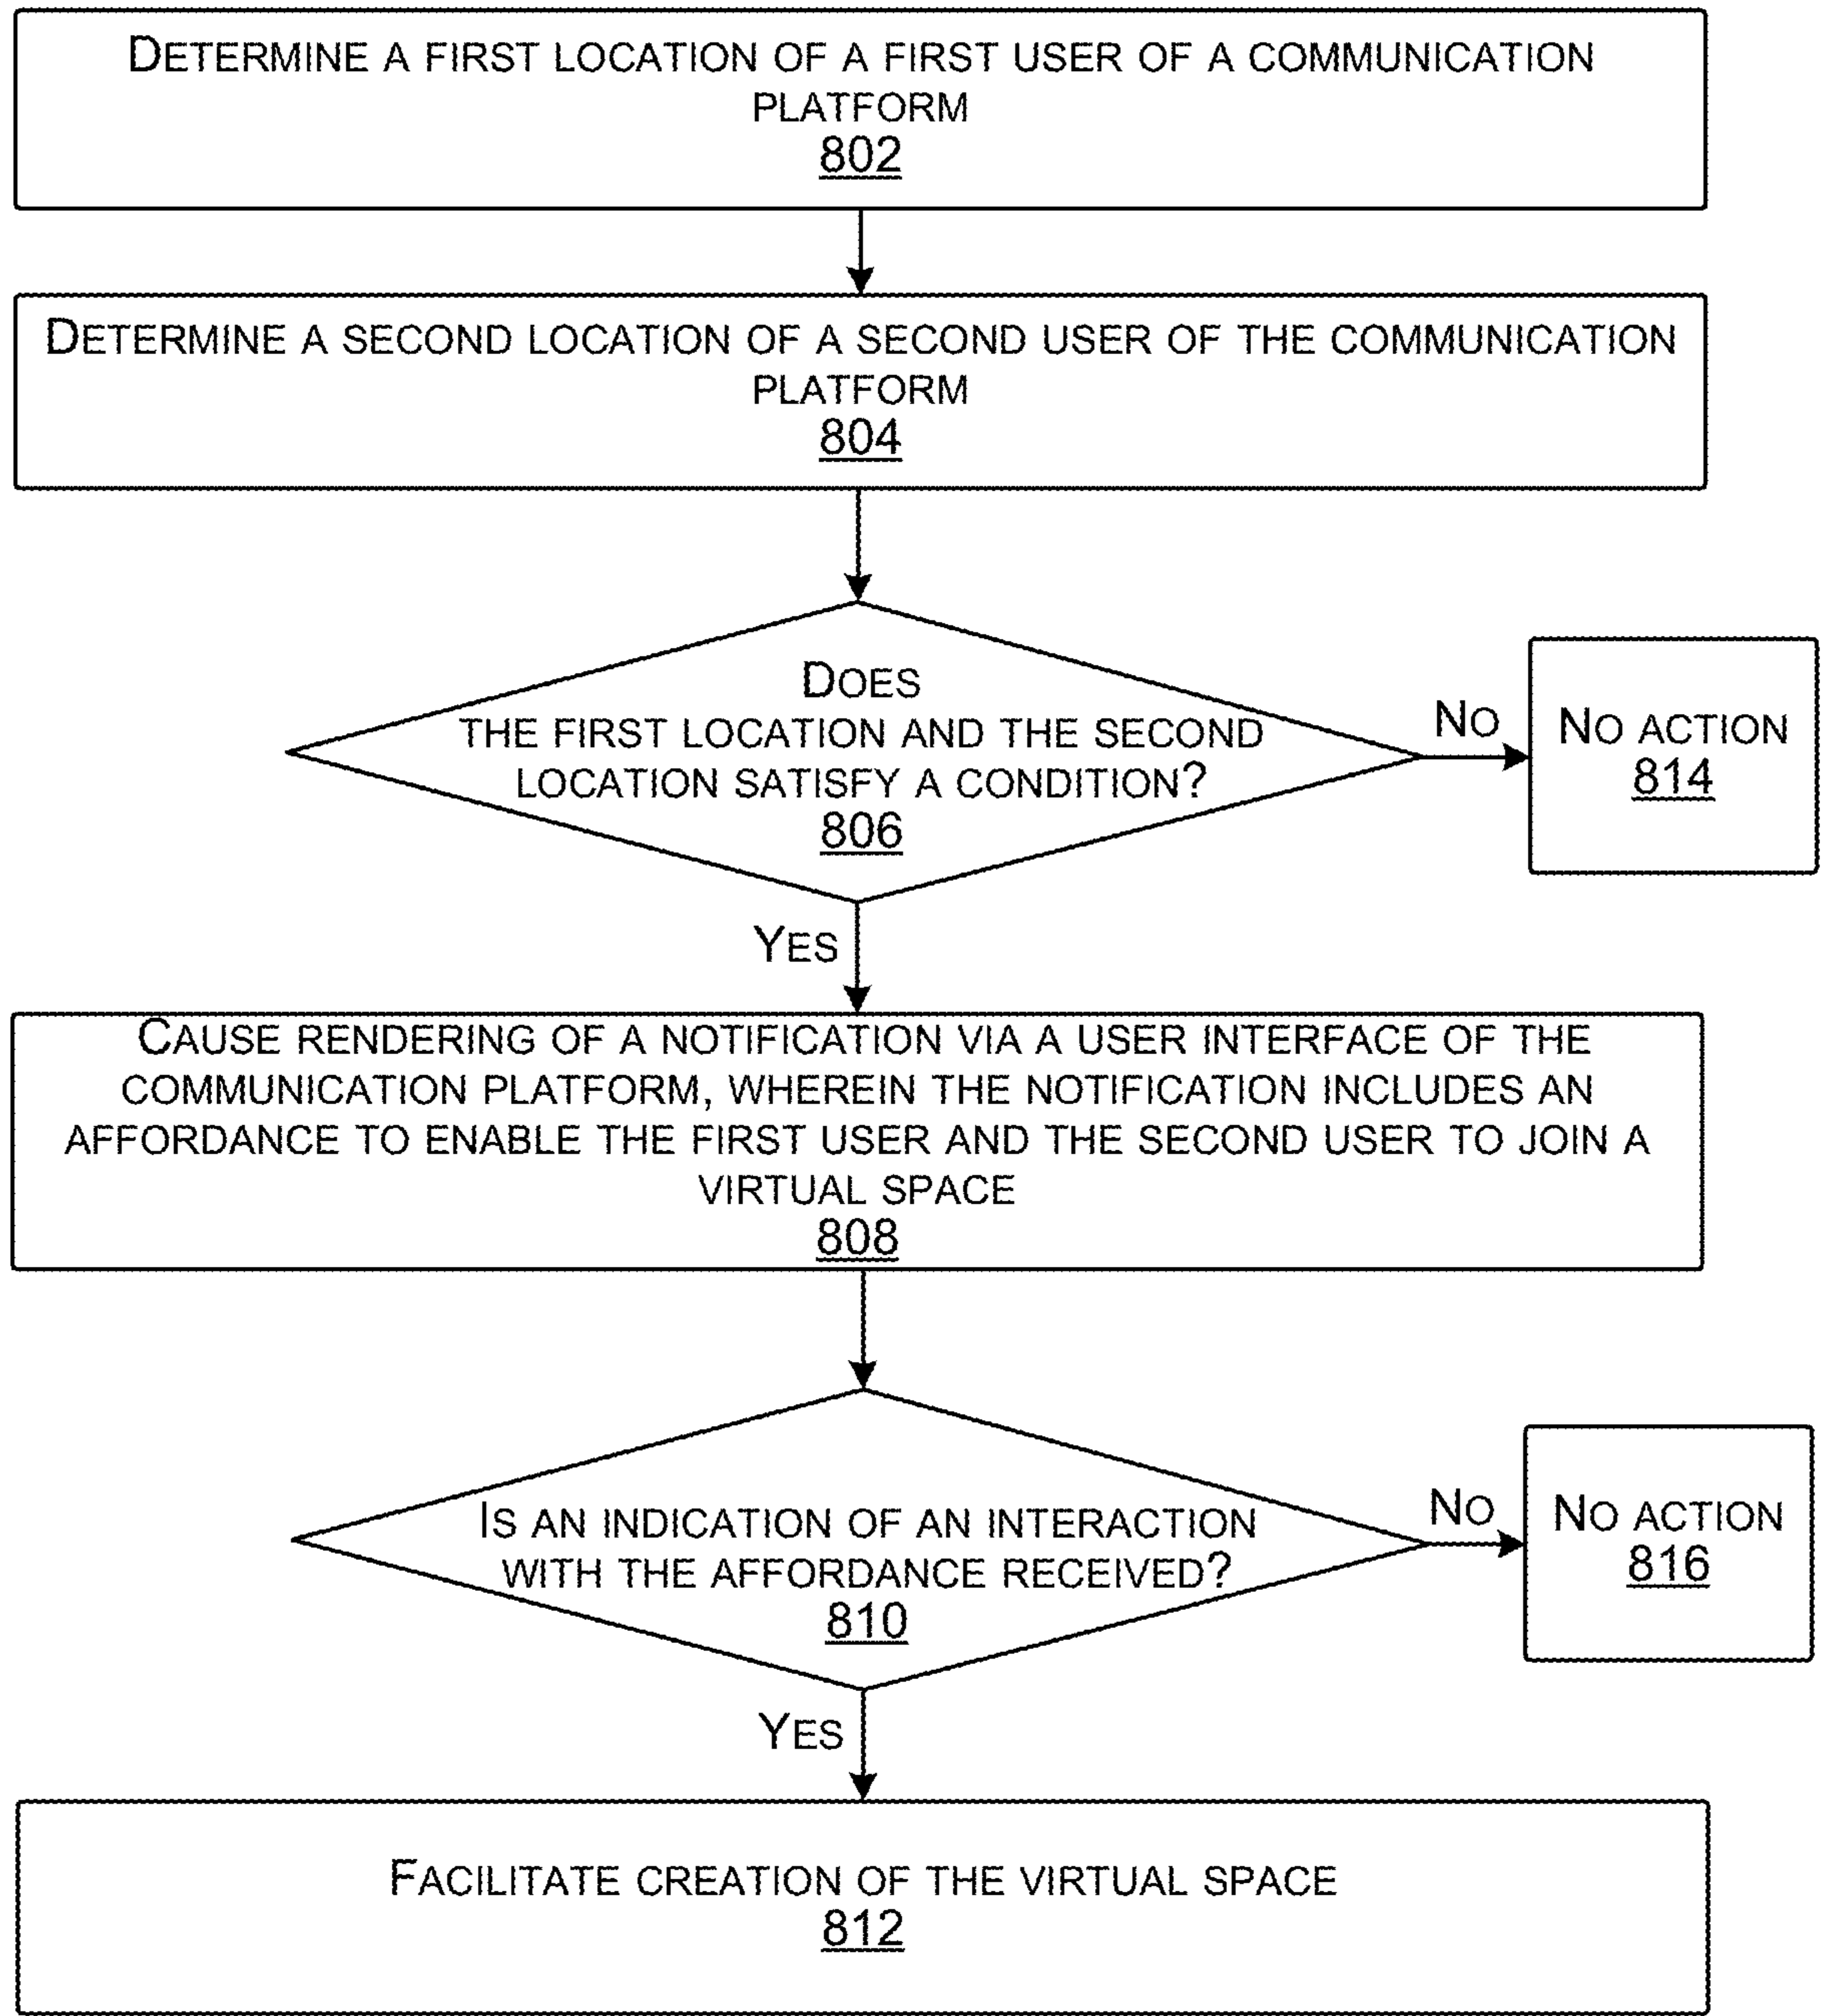 DETERMINE A FIRST LOCATION OF A FIRST USER OF A COMMUNICATION
PLATFORM
802
DETERMINE A SECOND LOCATION OF A SECOND USER OF THE COMMUNICATION
PLATFORM
804
DOES
THE FIRST LOCATION AND THE SECOND
LOCATION SATISFY A CONDITION?
806
NO
NO ACTION
814
YES
CAUSE RENDERING OF A NOTIFICATION VIA A USER INTERFACE OF THE
COMMUNICATION PLATFORM, WHEREIN THE NOTIFICATION INCLUDES AN
AFFORDANCE TO ENABLE THE FIRST USER AND THE SECOND USER TO JOIN A
VIRTUAL SPACE
808
IS AN INDICATION OF AN INTERACTION
WITH THE AFFORDANCE RECEIVED?
810
NO
NO ACTION
816
YES
FACILITATE CREATION OF THE VIRTUAL SPACE
812